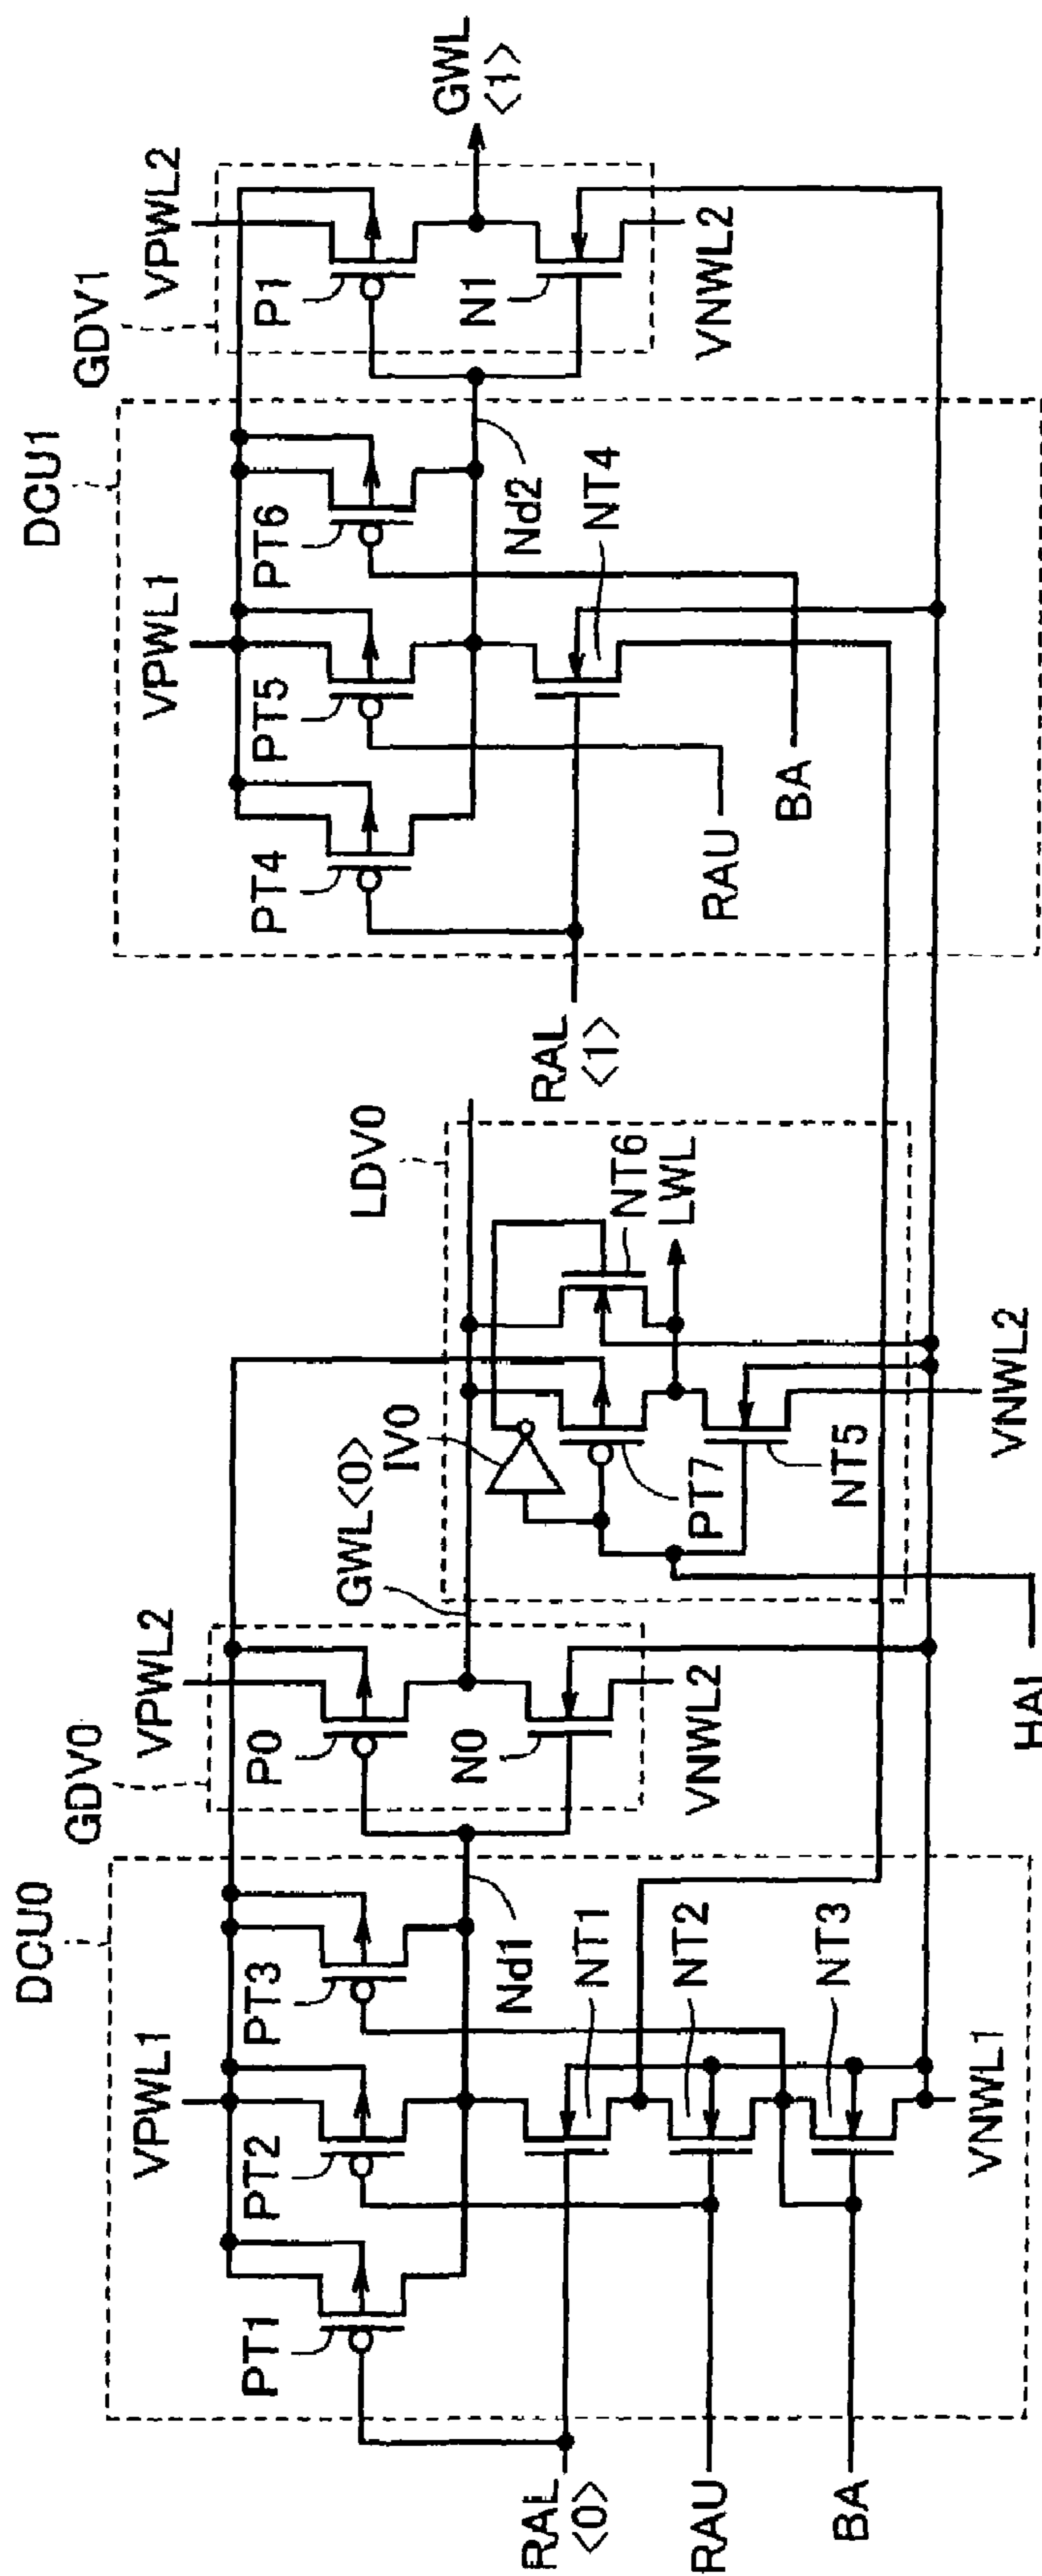 DCU0
VPWL1
PT1
PT2
PT3
Nd1
NT1
NT2
NT3
VNWL1
RAL
<0>
RAU
BA
GDV0
VPWL2
P0
N0
VNWL2
GWL<0>
IV0
LDV0
NT6
LWL
PT7
NT5
VNWL2
RAL
<1>
DCU1
VPWL1
PT4
PT5
PT6
Nd2
NT4
RAU
BA
GDV1
VPWL2
P1
N1
VNWL2
GWL
<1>